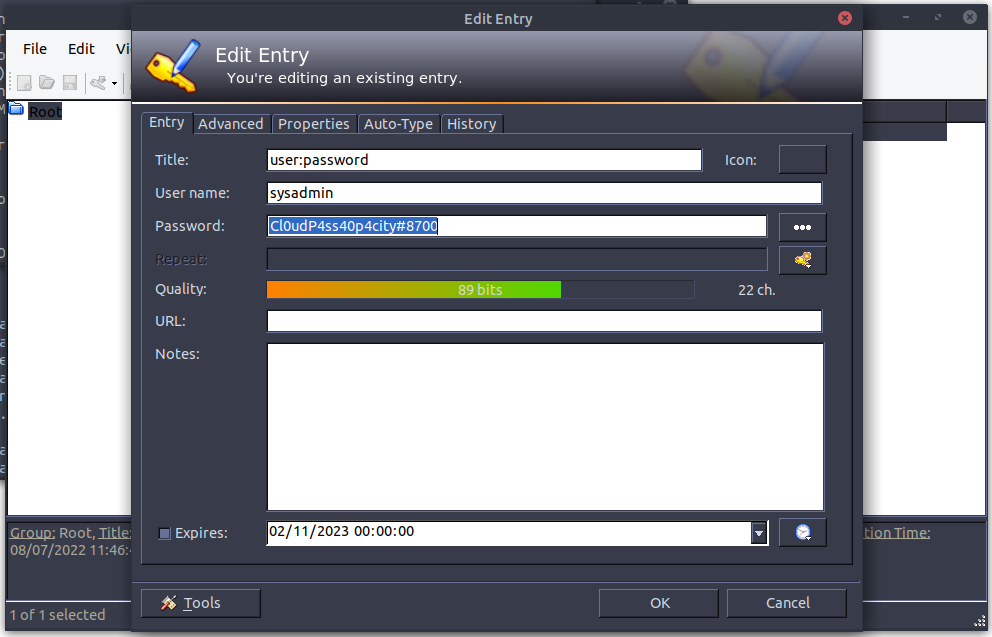 Edit Entry
File Edit Vi
Edit Entry
You're editing an existing entry.
Root
Entry Advanced Properties Auto-Type History
Title: user:password Icon:
User name: sysadmin
Password: Cl0udP4ss40p4city#8700 •••
Repeat:
Quality: 89 bits 22 ch.
URL:
Notes:
Expires: 02/11/2023 00:00:00
Group: Root, Title: tion Time:
08/07/2022 11:46:
Tools OK Cancel
1 of 1 selected